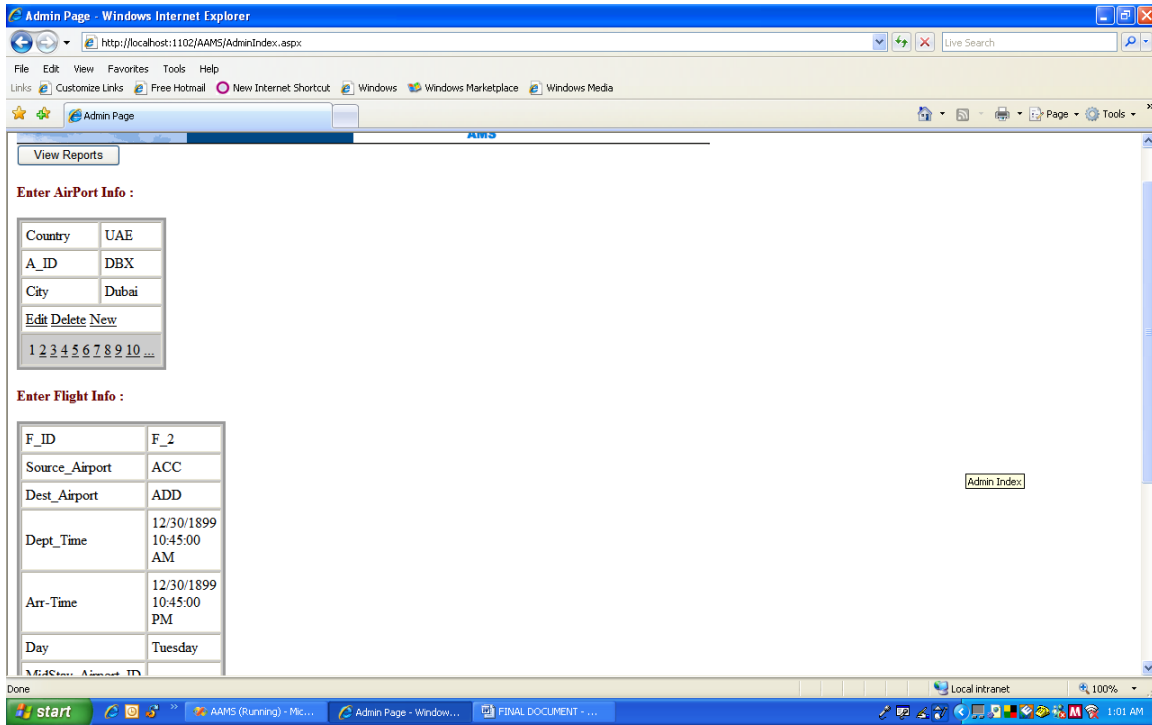 Admin Page - Windows Internet Explorer
http://localhost:1102/AAMS/AdminIndex.aspx
Live Search
File Edit View Favorites Tools Help
Links Customize Links Free Hotmail New Internet Shortcut Windows Windows Marketplace Windows Media
Admin Page
Page Tools »
AMS
View Reports
Enter AirPort Info :
Country UAE
A_ID DBX
City Dubai
Edit Delete New
1 2 3 4 5 6 7 8 9 10 ...
Enter Flight Info :
F_ID F_2
Source_Airport ACC
Dest_Airport ADD
Admin Index
Dept_Time 12/30/1899
10:45:00
AM
Arr-Time 12/30/1899
10:45:00
PM
Day Tuesday
MidStay_Airport_ID
Done
Local intranet 100%
start » AAMS (Running) - Mic... Admin Page - Window... FINAL DOCUMENT - ... 1:01 AM